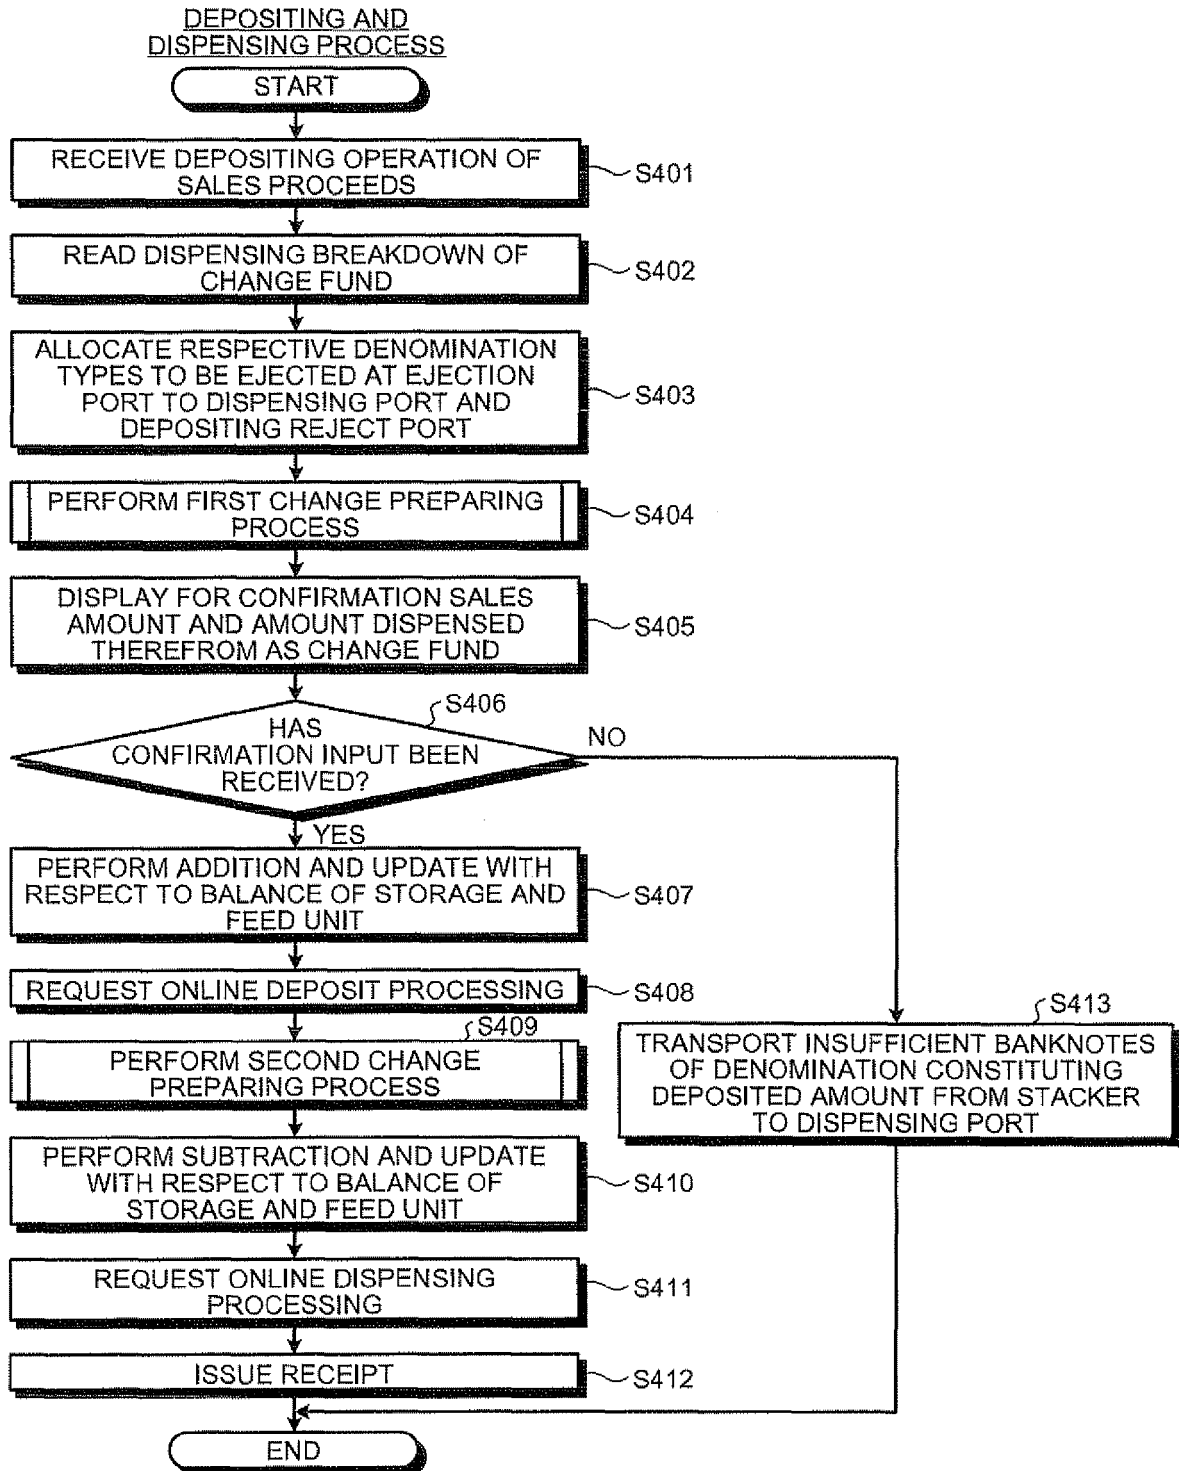 DEPOSITING AND
DISPENSING PROCESS
START
RECEIVE DEPOSITING OPERATION OF
SALES PROCEEDS
S401
READ DISPENSING BREAKDOWN OF
CHANGE FUND
S402
ALLOCATE RESPECTIVE DENOMINATION
TYPES TO BE EJECTED AT EJECTION
PORT TO DISPENSING PORT AND
DEPOSITING REJECT PORT
S403
PERFORM FIRST CHANGE PREPARING
PROCESS
S404
DISPLAY FOR CONFIRMATION SALES
AMOUNT AND AMOUNT DISPENSED
THEREFROM AS CHANGE FUND
S405
S406
HAS
CONFIRMATION INPUT BEEN
RECEIVED?
NO
YES
PERFORM ADDITION AND UPDATE WITH
RESPECT TO BALANCE OF STORAGE AND
FEED UNIT
S407
REQUEST ONLINE DEPOSIT PROCESSING
S408
S409
PERFORM SECOND CHANGE
PREPARING PROCESS
S413
TRANSPORT INSUFFICIENT BANKNOTES
OF DENOMINATION CONSTITUTING
DEPOSITED AMOUNT FROM STACKER
TO DISPENSING PORT
PERFORM SUBTRACTION AND UPDATE
WITH RESPECT TO BALANCE OF
STORAGE AND FEED UNIT
S410
REQUEST ONLINE DISPENSING
PROCESSING
S411
ISSUE RECEIPT
S412
END